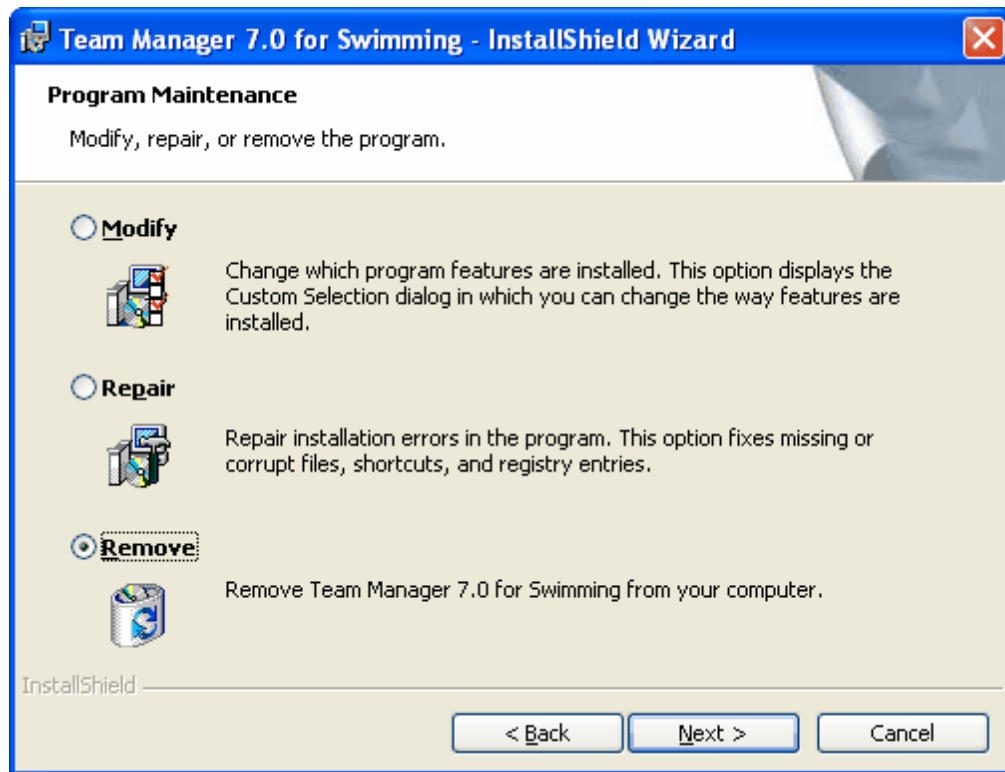 Team Manager 7.0 for Swimming - InstallShield Wizard
Program Maintenance
Modify, repair, or remove the program.
Modify
Change which program features are installed. This option displays the
Custom Selection dialog in which you can change the way features are
installed.
Repair
Repair installation errors in the program. This option fixes missing or
corrupt files, shortcuts, and registry entries.
Remove
Remove Team Manager 7.0 for Swimming from your computer.
InstallShield
< Back Next > Cancel